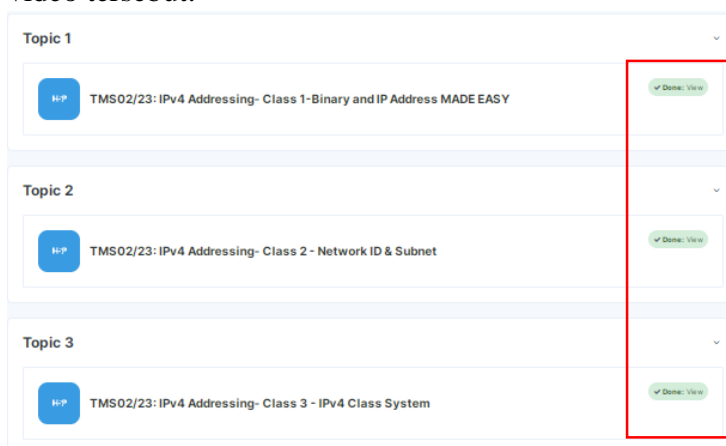 Topic 1
H-P TMS02/23: IPv4 Addressing- Class 1-Binary and IP Address MADE EASY
✓ Done: View
Topic 2
H-P TMS02/23: IPv4 Addressing- Class 2 - Network ID & Subnet
✓ Done: View
Topic 3
H-P TMS02/23: IPv4 Addressing- Class 3 - IPv4 Class System
✓ Done: View